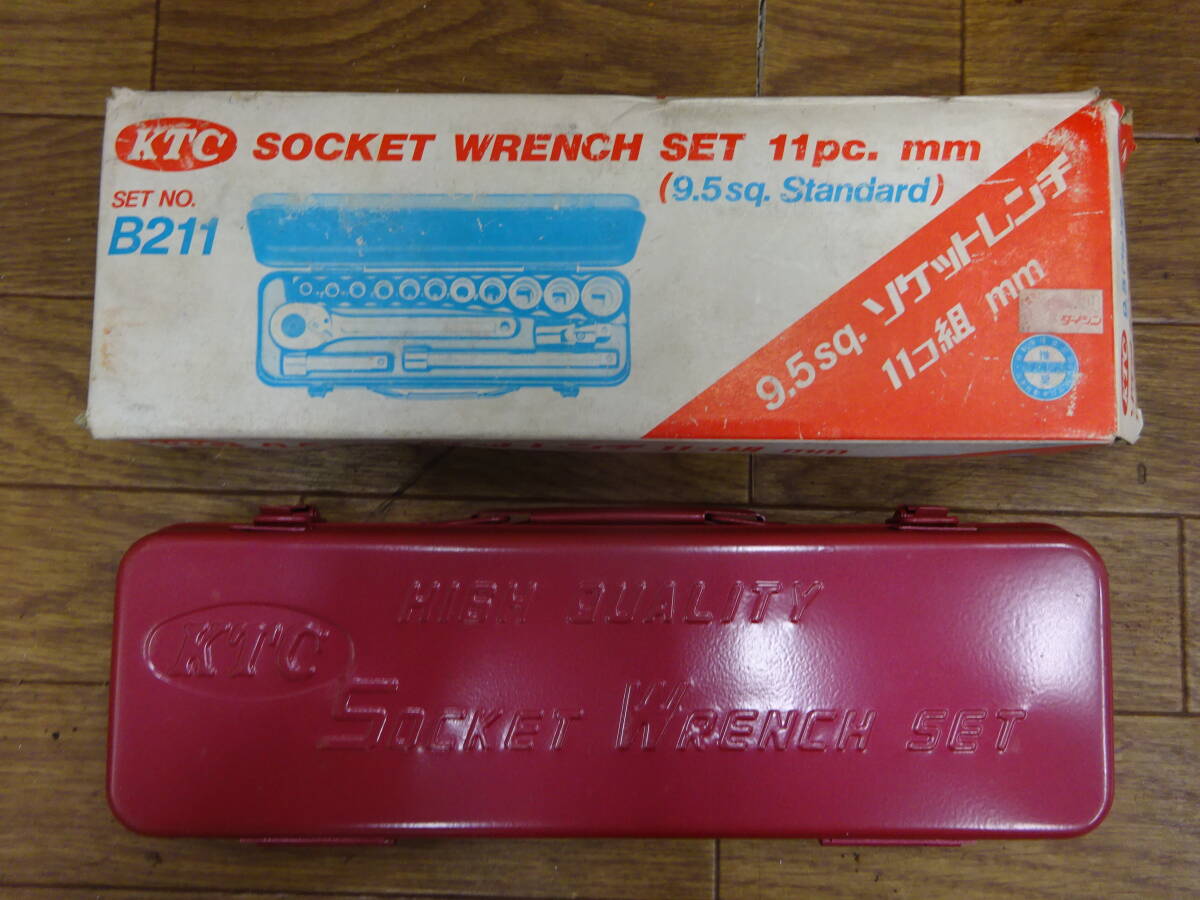 KTC SOCKET WRENCH SET 11pc. mm
(9.5sq. Standard)
SET NO.
B211
9.5sq. ソケットレンチ
11コ組 mm
KTC
HIGH QUALITY
KTC
SOCKET WRENCH SET